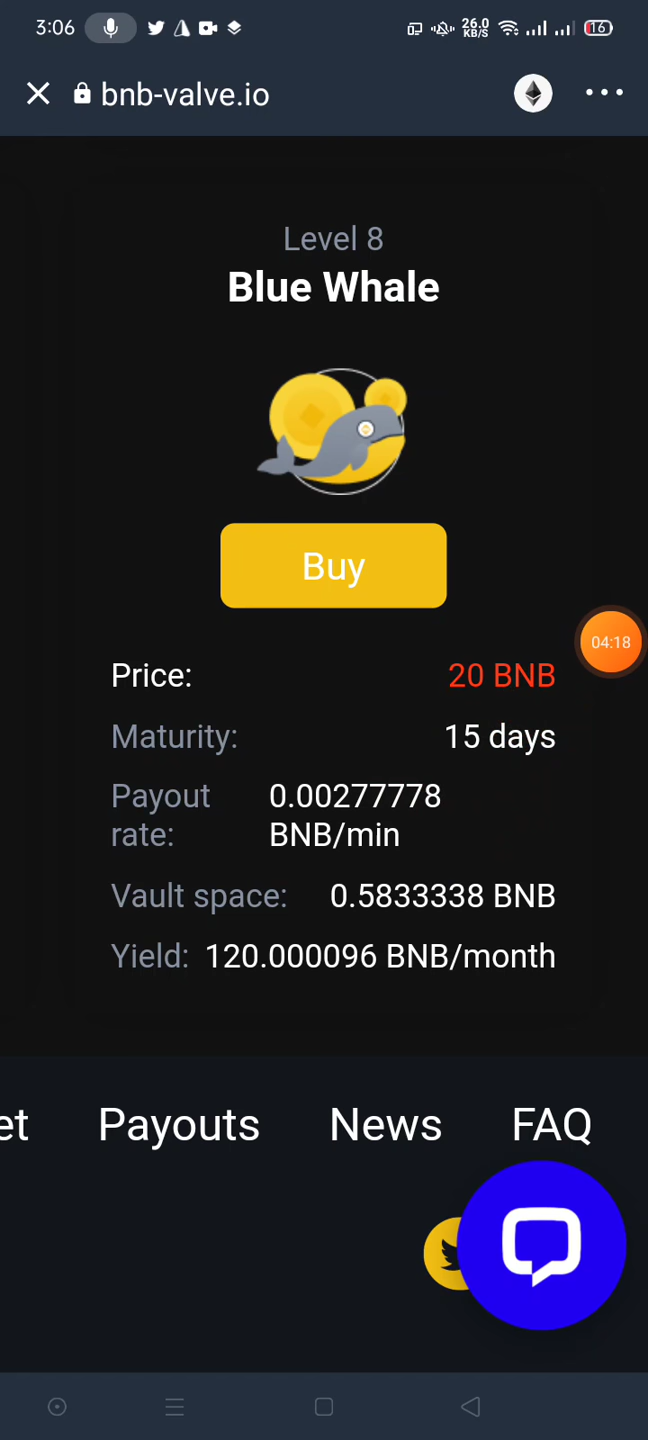 3:06
26.0
KB/S
16
bnb-valve.io
Level 8
Blue Whale
Buy
04:18
Price: 20 BNB
Maturity: 15 days
Payout rate: 0.00277778 BNB/min
Vault space: 0.5833338 BNB
Yield: 120.000096 BNB/month
et Payouts News FAQ